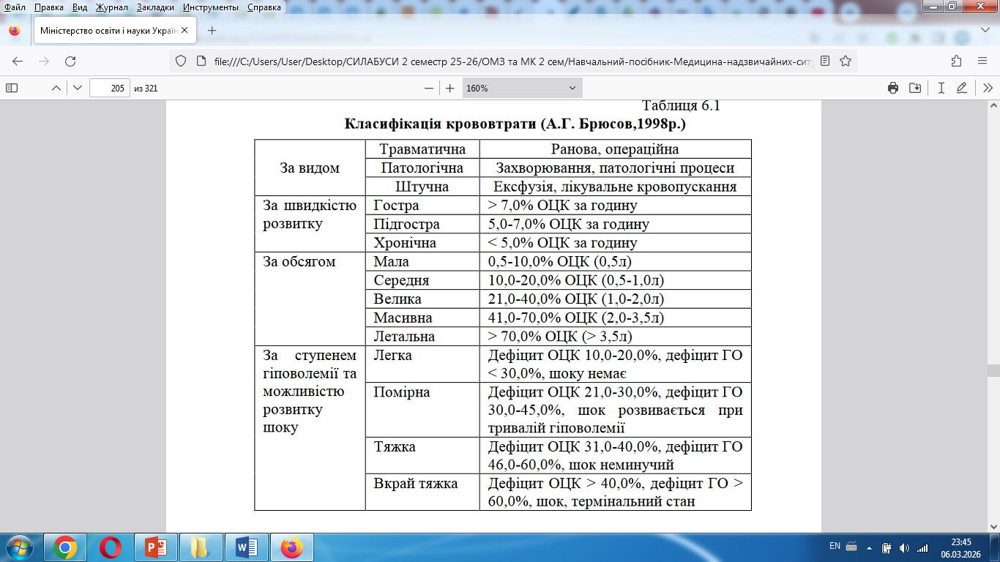 Файл Правка Вид Журнал Закладки Инструменты Справка
Міністерство освіти і науки Україн
file:///C:/Users/User/Desktop/СИЛАБУСИ 2 семестр 25-26/ОМЗ та МК 2 сем/Навчальний-посібник-Медицина-надзвичайних-ситу
205 из 321
160%
Таблиця 6.1
Класифікація крововтрати (А.Г. Брюсов,1998р.)
За видом
Травматична
Ранова, операційна
Патологічна
Захворювання, патологічні процеси
Штучна
Ексфузія, лікувальне кровопускання
За швидкістю
розвитку
Гостра
> 7,0% ОЦК за годину
Підгостра
5,0-7,0% ОЦК за годину
Хронічна
< 5,0% ОЦК за годину
За обсягом
Мала
0,5-10,0% ОЦК (0,5л)
Середня
10,0-20,0% ОЦК (0,5-1,0л)
Велика
21,0-40,0% ОЦК (1,0-2,0л)
Масивна
41,0-70,0% ОЦК (2,0-3,5л)
Летальна
> 70,0% ОЦК (> 3,5л)
За ступенем
гіповолемії та
можливістю
розвитку
шоку
Легка
Дефіцит ОЦК 10,0-20,0%, дефіцит ГО
< 30,0%, шоку немає
Помірна
Дефіцит ОЦК 21,0-30,0%, дефіцит ГО
30,0-45,0%, шок розвивається при
тривалій гіповолемії
Тяжка
Дефіцит ОЦК 31,0-40,0%, дефіцит ГО
46,0-60,0%, шок неминучий
Вкрай тяжка
Дефіцит ОЦК > 40,0%, дефіцит ГО >
60,0%, шок, термінальний стан
EN
23:45
06.03.2026